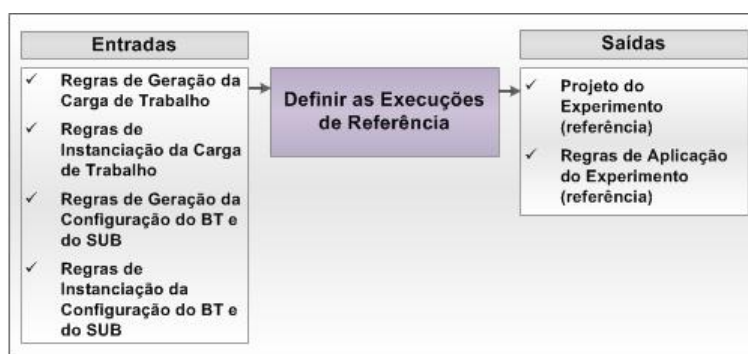 Entradas
✓ Regras de Geração da
Carga de Trabalho
✓ Regras de
Instanciação da Carga
de Trabalho
✓ Regras de Geração da
Configuração do BT e
do SUB
✓ Regras de
Instanciação da
Configuração do BT e
do SUB
Definir as Execuções
de Referência
Saídas
✓ Projeto do
Experimento
(referência)
✓ Regras de Aplicação
do Experimento
(referência)